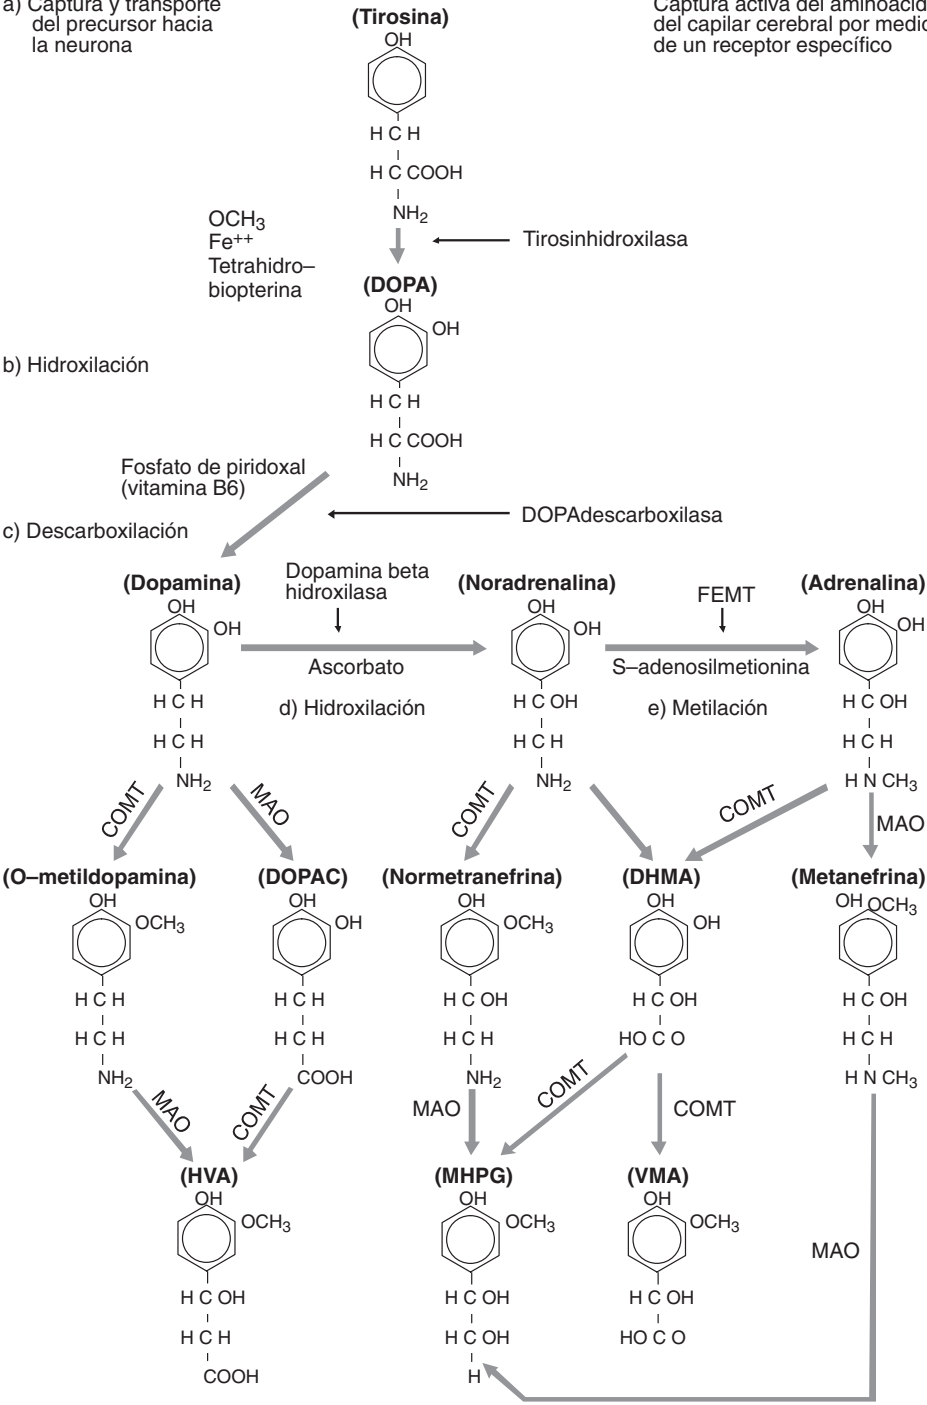 a) Captura y transporte
del precursor hacia
la neurona
(Tirosina)
Captura activa del aminoácid
del capilar cerebral por medio
de un receptor específico
OH
H C H
H C COOH
NH2
OCH3
Fe++
Tetrahidro–
biopterina
Tirosinhidroxilasa
(DOPA)
OH
OH
b) Hidroxilación
H C H
H C COOH
NH2
Fosfato de piridoxal
(vitamina B6)
DOPAdescarboxilasa
c) Descarboxilación
(Dopamina)
Dopamina beta
hidroxilasa
(Noradrenalina)
FEMT
(Adrenalina)
OH
OH
OH
OH
OH
OH
Ascorbato
S–adenosilmetionina
d) Hidroxilación
e) Metilación
H C H
H C OH
H C OH
H C H
H C H
H C H
NH2
NH2
H N CH3
COMT
MAO
COMT
COMT
MAO
(O–metildopamina)
(DOPAC)
(Normetranefrina)
(DHMA)
(Metanefrina)
OH
OCH3
OH
OH
OH
OCH3
OH
OH
OH
OCH3
H C H
H C H
H C OH
H C OH
H C OH
H C H
H C H
H C H
HO C O
H C H
NH2
COOH
NH2
H N CH3
MAO
COMT
MAO
COMT
COMT
(HVA)
(MHPG)
(VMA)
OH
OCH3
OH
OCH3
OH
OCH3
MAO
H C OH
H C OH
H C OH
H C H
H C OH
HO C O
COOH
H